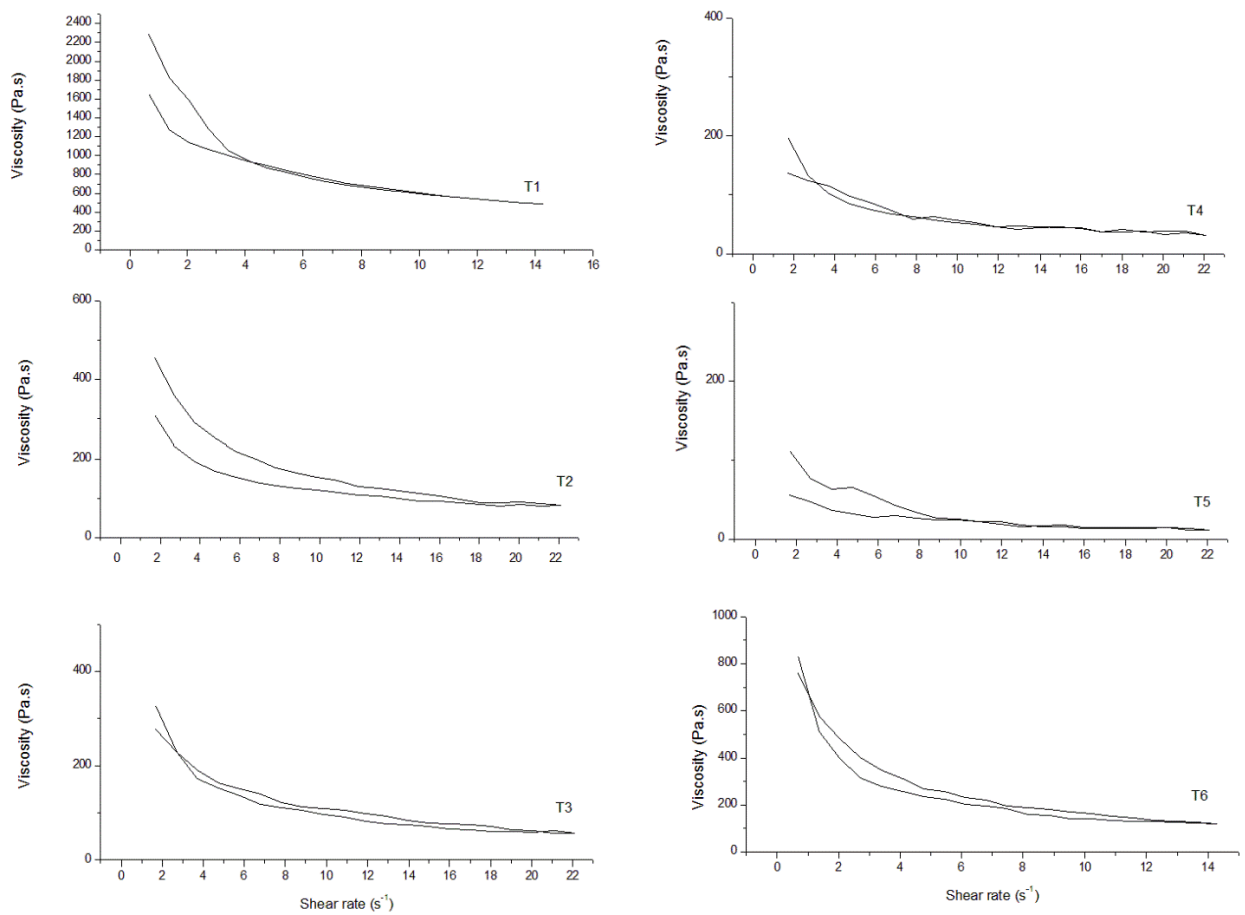 2400
2200
2000
1800
1600
1400
1200
1000
800
600
400
200
0
Viscosity (Pa.s)
T1
0 2 4 6 8 10 12 14 16
400
200
0
Viscosity (Pa.s)
T4
0 2 4 6 8 10 12 14 16 18 20 22
600
400
200
0
Viscosity (Pa.s)
T2
0 2 4 6 8 10 12 14 16 18 20 22
200
0
Viscosity (Pa.s)
T5
0 2 4 6 8 10 12 14 16 18 20 22
400
200
0
Viscosity (Pa.s)
T3
0 2 4 6 8 10 12 14 16 18 20 22
Shear rate (s⁻¹)
1000
800
600
400
200
0
Viscosity (Pa.s)
T6
0 2 4 6 8 10 12 14
Shear rate (s⁻¹)